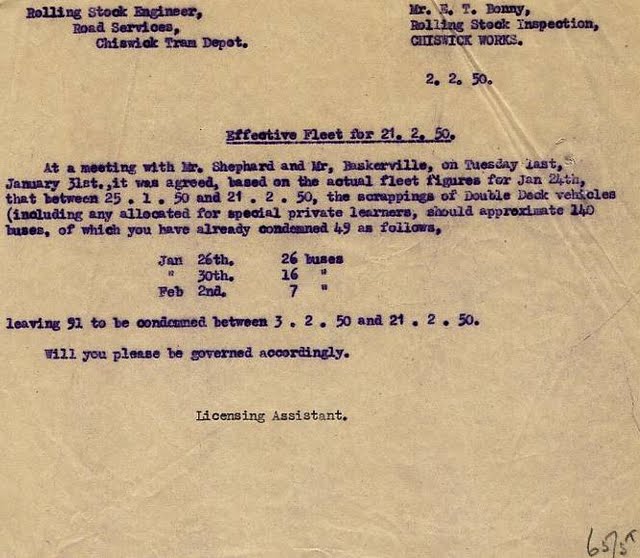 Rolling Stock Engineer,
Road Services,
Chiswick Tram Depot.
Mr. E. T. Bonny,
Rolling Stock Inspection,
CHISWICK WORKS.
2. 2. 50.
Effective Fleet for 21. 2. 50.
At a meeting with Mr. Shephard and Mr, Baskerville, on Tuesday last,
January 31st.,it was agreed, based on the actual fleet figures for Jan 24th,
that between 25 . 1 . 50 and 21 . 2 . 50, the scrappings of Double Deck vehicles
(including any allocated for special private learners, should approximate 140
buses, of which you have already condemned 49 as follows,
Jan 26th. 26 buses
" 30th. 16 "
Feb 2nd. 7 "
leaving 91 to be condemned between 3 . 2 . 50 and 21 . 2 . 50.
Will you please be governed accordingly.
Licensing Assistant.